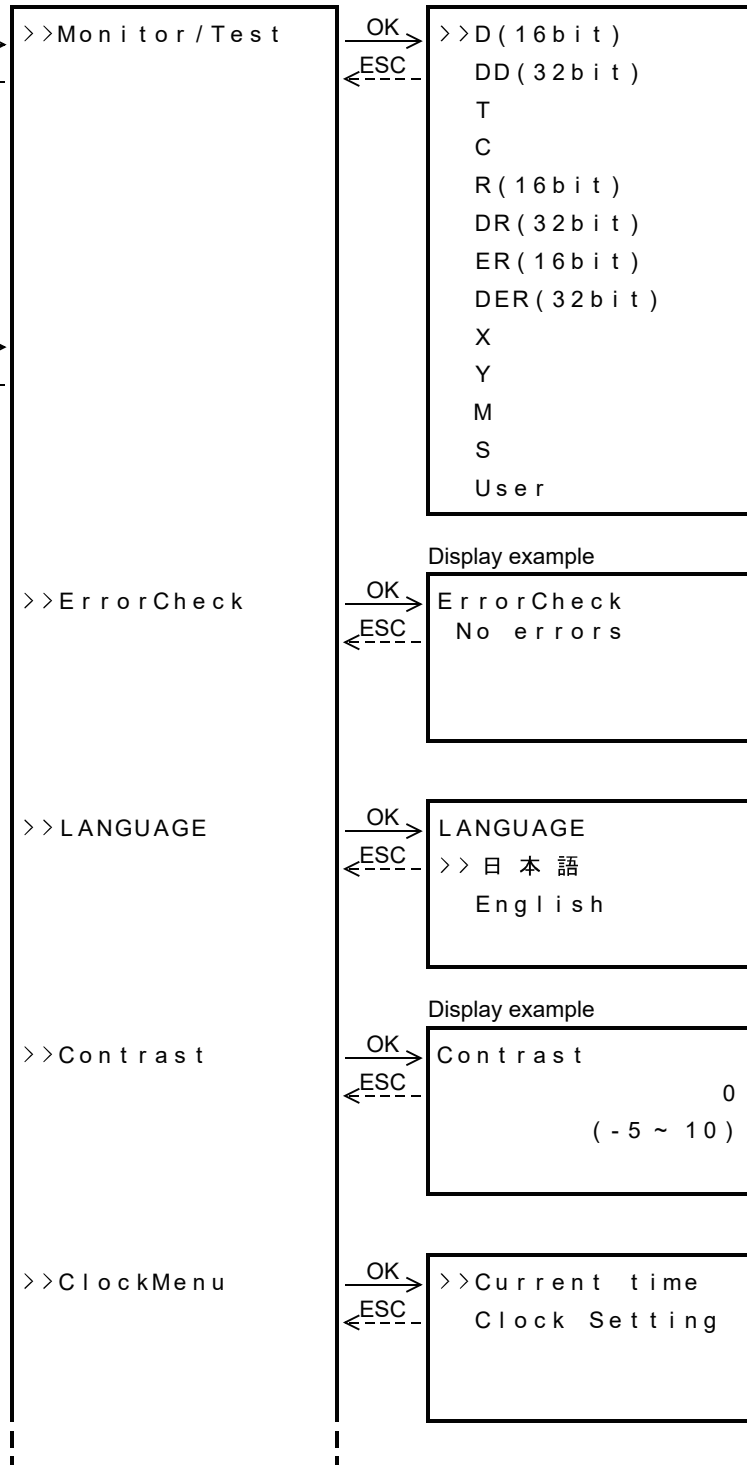 >>Monitor/Test
OK
ESC
>>D(16bit)
DD(32bit)
T
C
R(16bit)
DR(32bit)
ER(16bit)
DER(32bit)
X
Y
M
S
User
Display example
>>ErrorCheck
OK
ESC
ErrorCheck
No errors
>>LANGUAGE
OK
ESC
LANGUAGE
>>日本語
English
Display example
>>Contrast
OK
ESC
Contrast
0
(-5~10)
>>ClockMenu
OK
ESC
>>Current time
Clock Setting